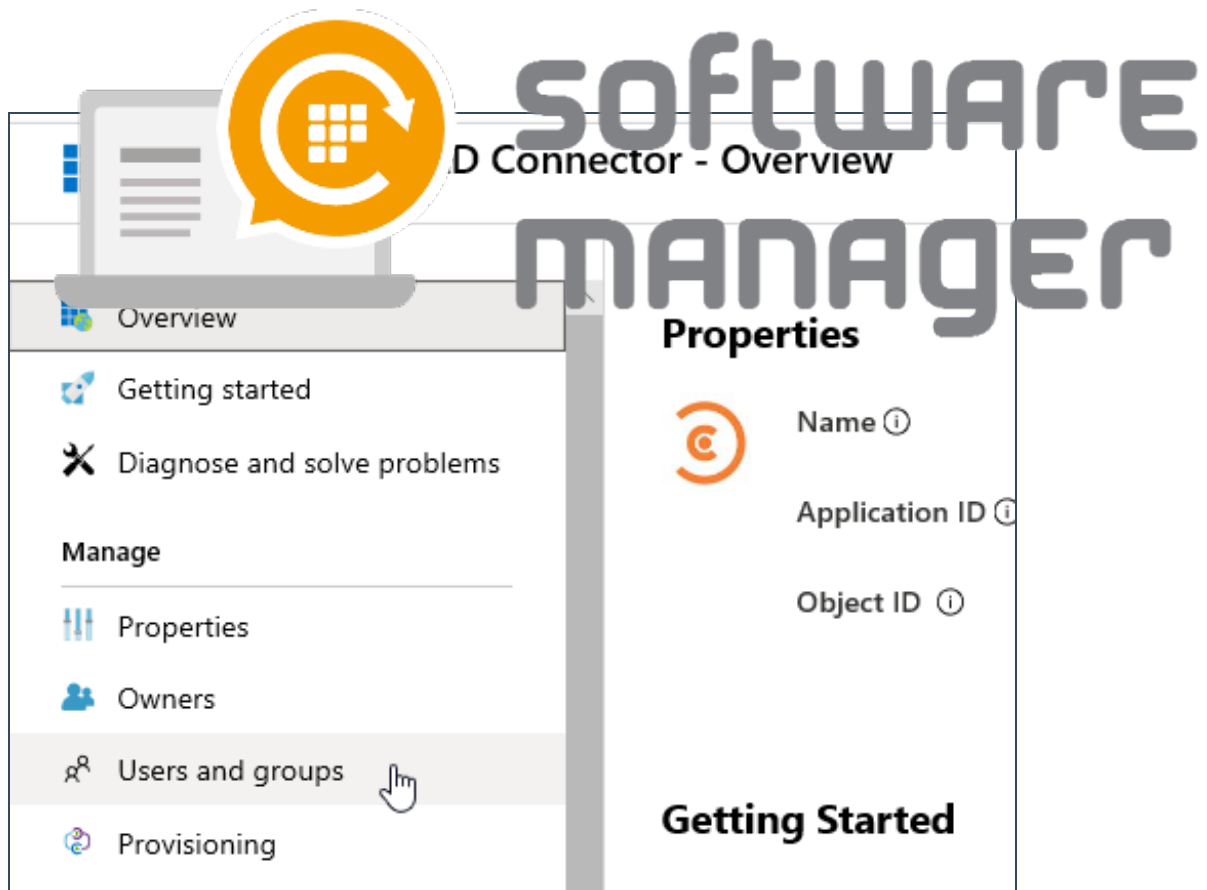 software
manager
D Connector - Overview
Overview
Getting started
Diagnose and solve problems
Manage
Properties
Owners
Users and groups
Provisioning
Properties
Name
Application ID
Object ID
Getting Started